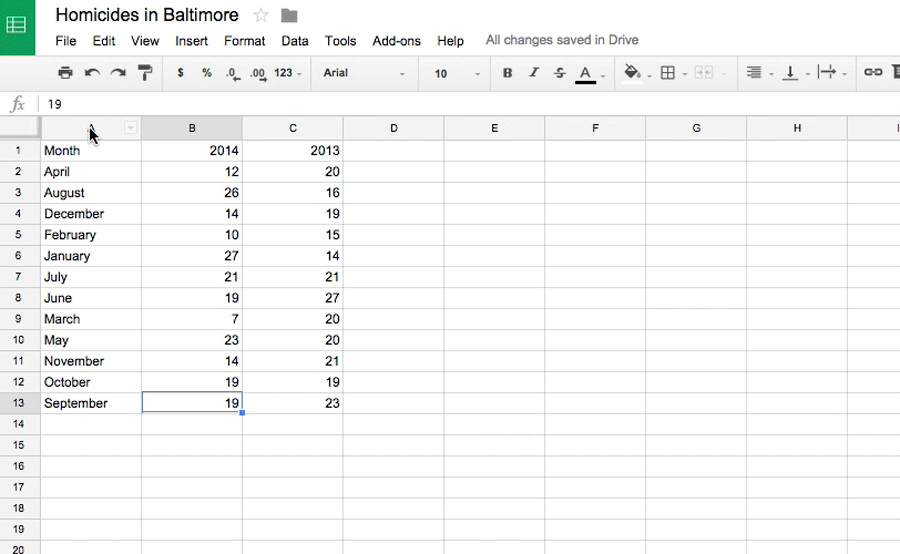 Homicides in Baltimore
File Edit View Insert Format Data Tools Add-ons Help All changes saved in Drive
$ % .0 .00 123 Arial 10 B I S A
fx 19
A B C D E F G H I
1 Month 2014 2013
2 April 12 20
3 August 26 16
4 December 14 19
5 February 10 15
6 January 27 14
7 July 21 21
8 June 19 27
9 March 7 20
10 May 23 20
11 November 14 21
12 October 19 19
13 September 19 23
14
15
16
17
18
19
20